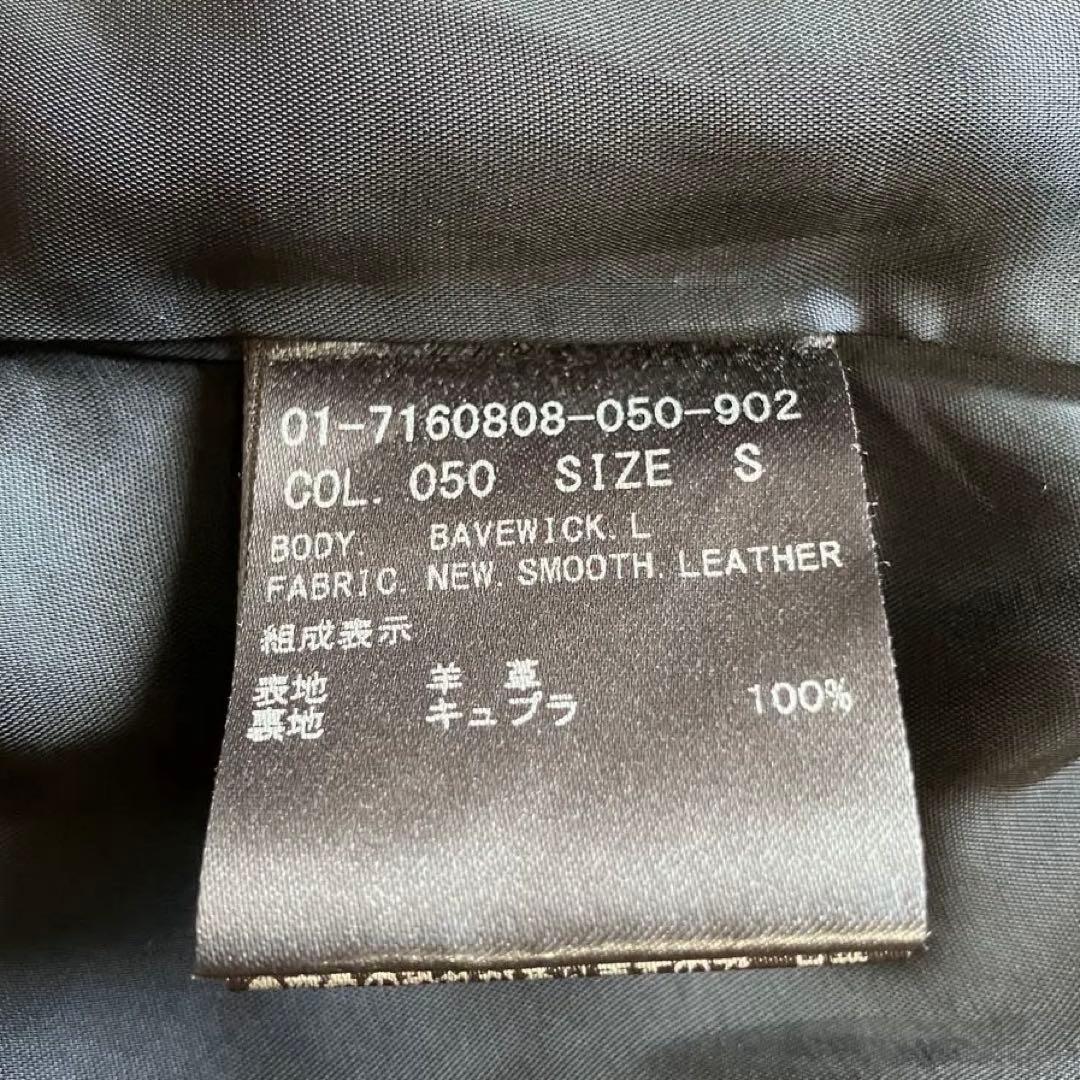 01-7160808-050-902
COL. 050 SIZE S
BODY. BAVEWICK. L
FABRIC. NEW. SMOOTH. LEATHER
組成表示
表地 羊 革
裏地 キュプラ 100%